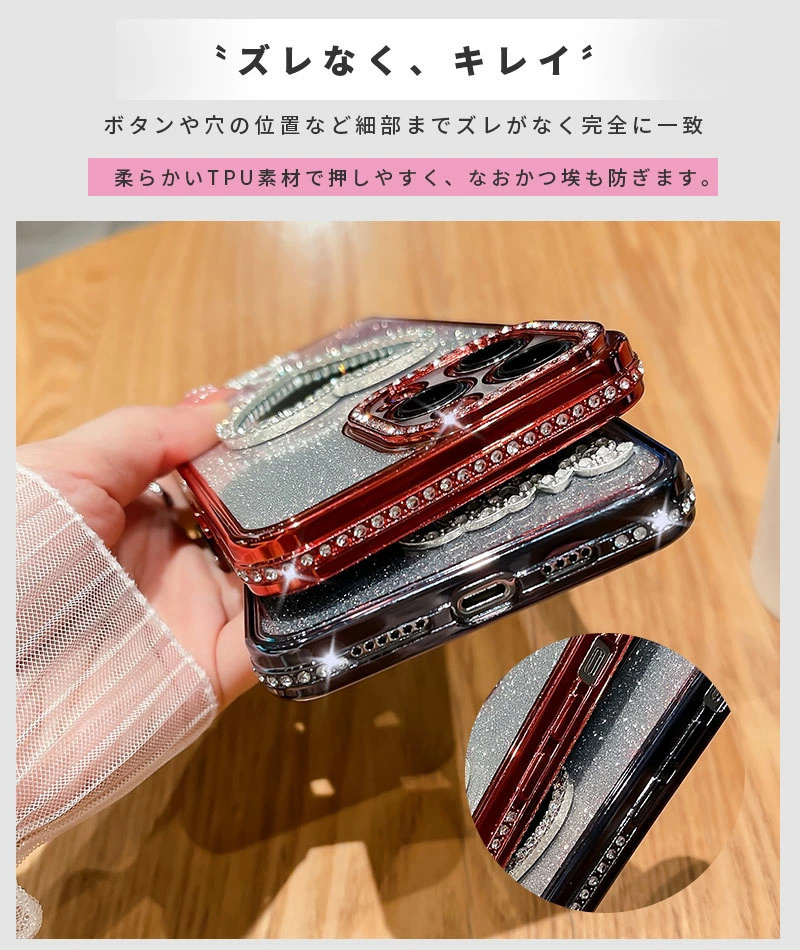 〝ズレなく、キレイ〞
ボタンや穴の位置など細部までズレがなく完全に一致
柔らかいTPU素材で押しやすく、なおかつ埃も防ぎます。